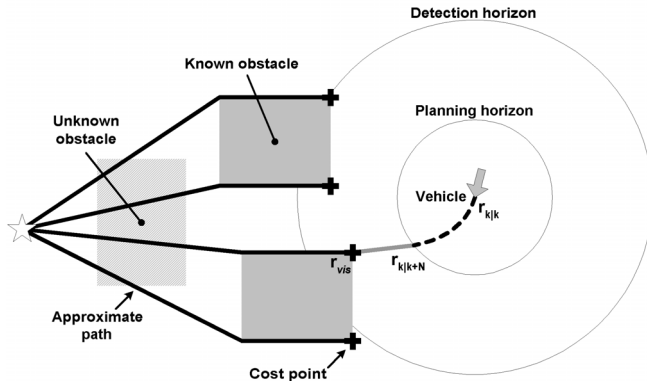 Detection horizon
Known obstacle
Planning horizon
Unknown
obstacle
Vehicle
r_k|k
r_vis
r_k|k+N
Approximate
path
Cost point